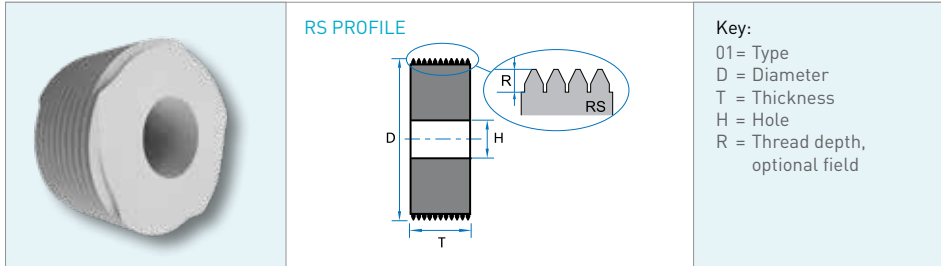 RS PROFILE
R
RS
D
H
T
Key:
01 = Type
D = Diameter
T = Thickness
H = Hole
R = Thread depth,
optional field